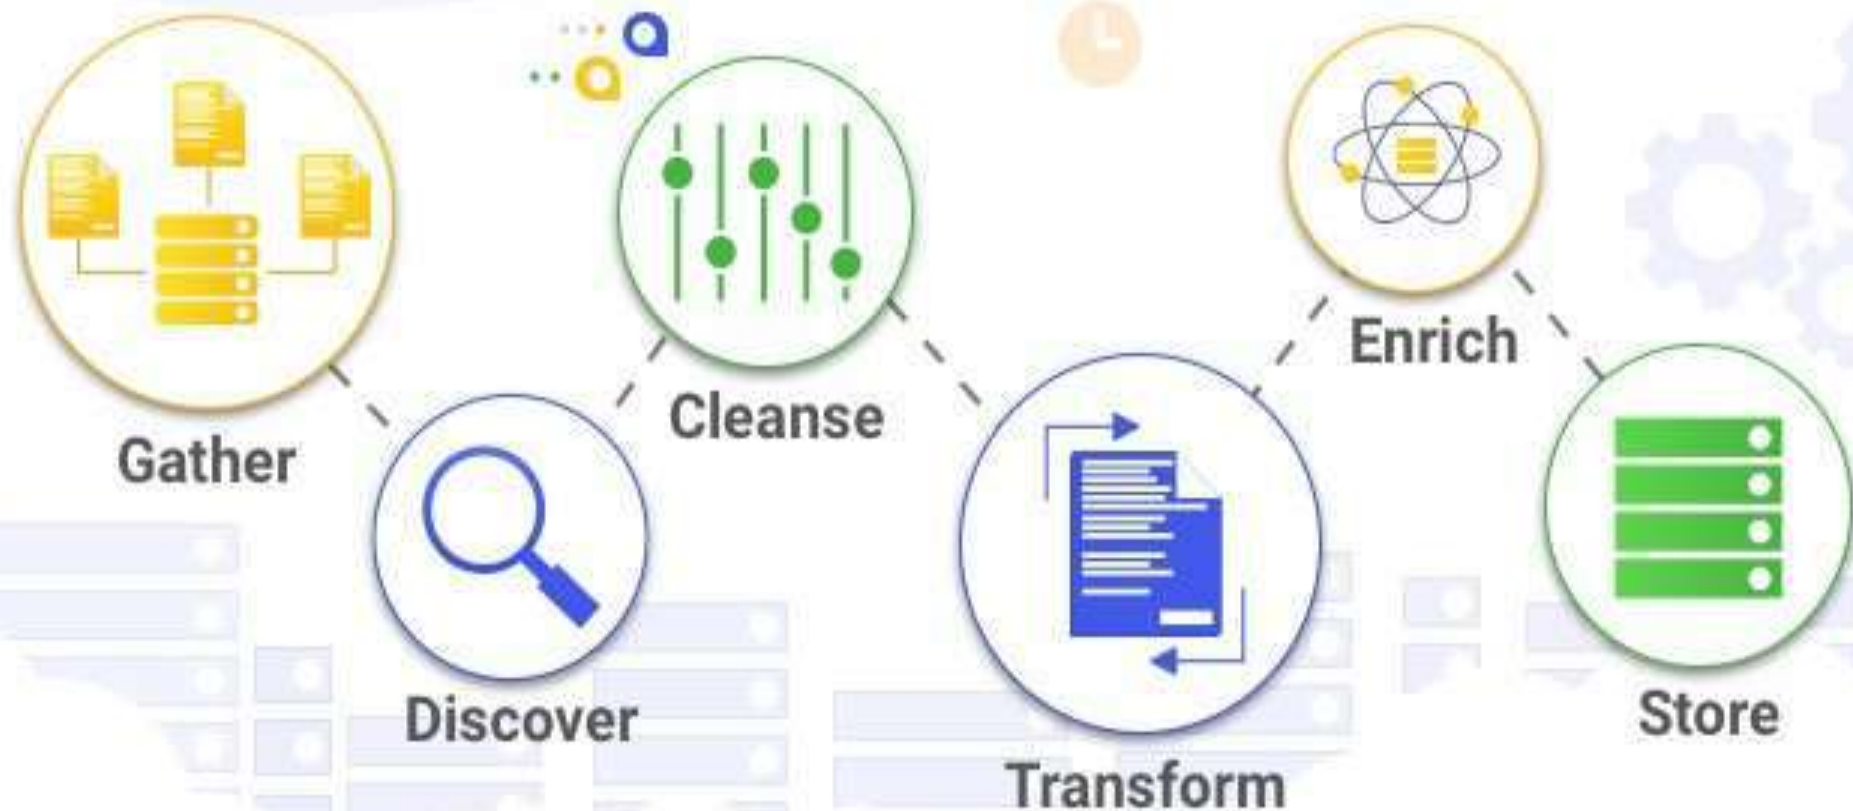 Gather
Discover
Cleanse
Transform
Enrich
Store